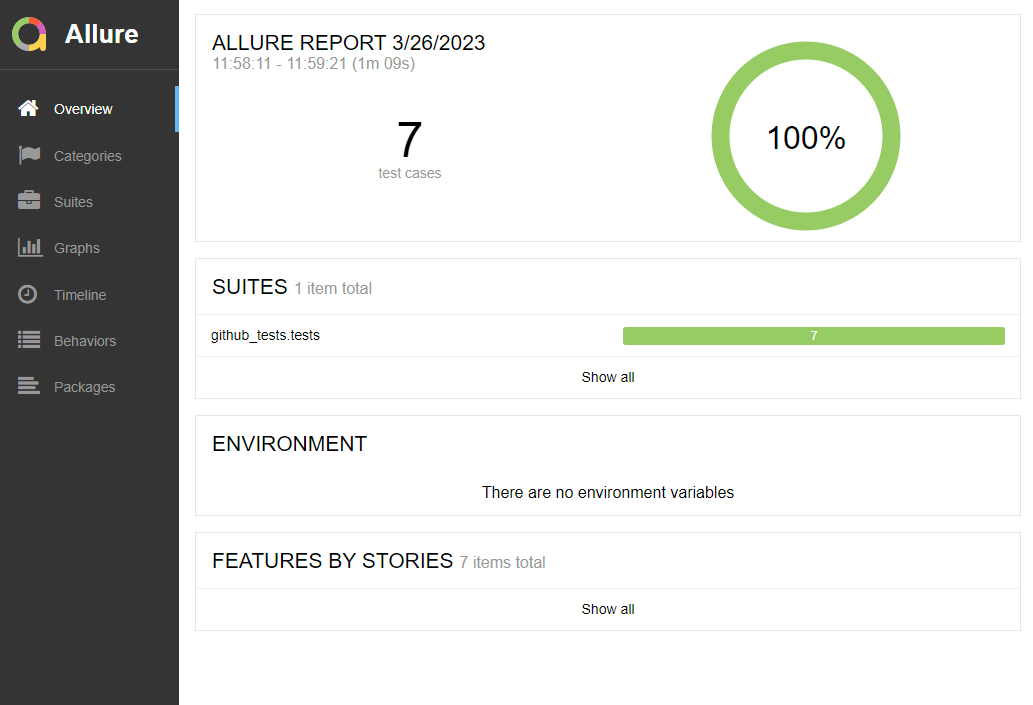 Allure
Overview
Categories
Suites
Graphs
Timeline
Behaviors
Packages
ALLURE REPORT 3/26/2023
11:58:11 - 11:59:21 (1m 09s)
7
test cases
100%
SUITES 1 item total
github_tests.tests 7
Show all
ENVIRONMENT
There are no environment variables
FEATURES BY STORIES 7 items total
Show all